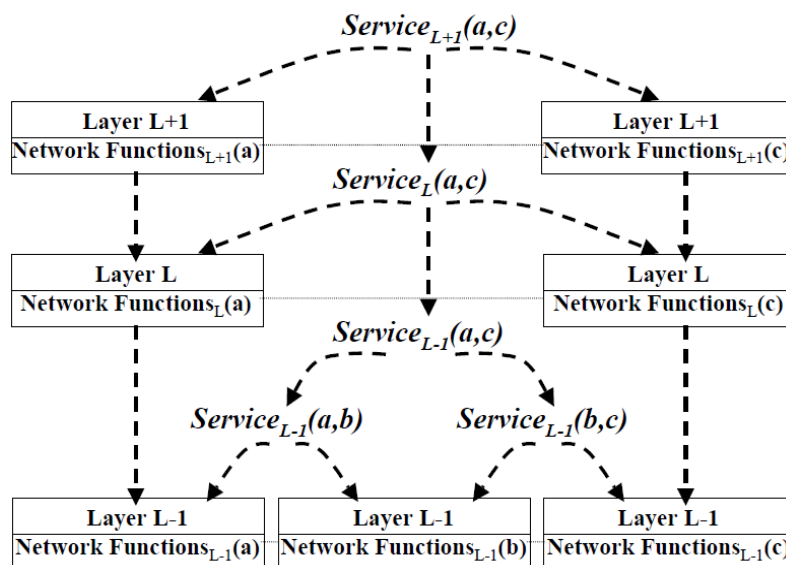 Service_{L+1}(a,c)
Layer L+1
Network Functions_{L+1}(a)
Layer L+1
Network Functions_{L+1}(c)
Service_L(a,c)
Layer L
Network Functions_L(a)
Layer L
Network Functions_L(c)
Service_{L-1}(a,c)
Service_{L-1}(a,b)
Service_{L-1}(b,c)
Layer L-1
Network Functions_{L-1}(a)
Layer L-1
Network Functions_{L-1}(b)
Layer L-1
Network Functions_{L-1}(c)